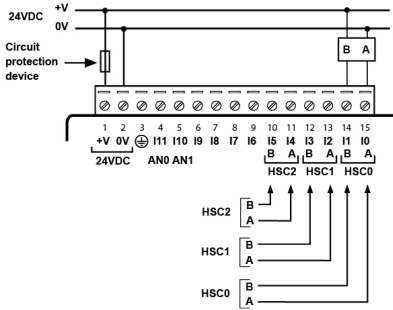 24VDC +V
0V
Circuit protection device
B A
1 2 3 4 5 6 7 8 9 10 11 12 13 14 15
+V 0V I11 I10 I9 I8 I7 I6 I5 I4 I3 I2 I1 I0
B A B A B A
24VDC AN0 AN1 HSC2 HSC1 HSC0
HSC2 B
A
HSC1 B
A
HSC0 B
A